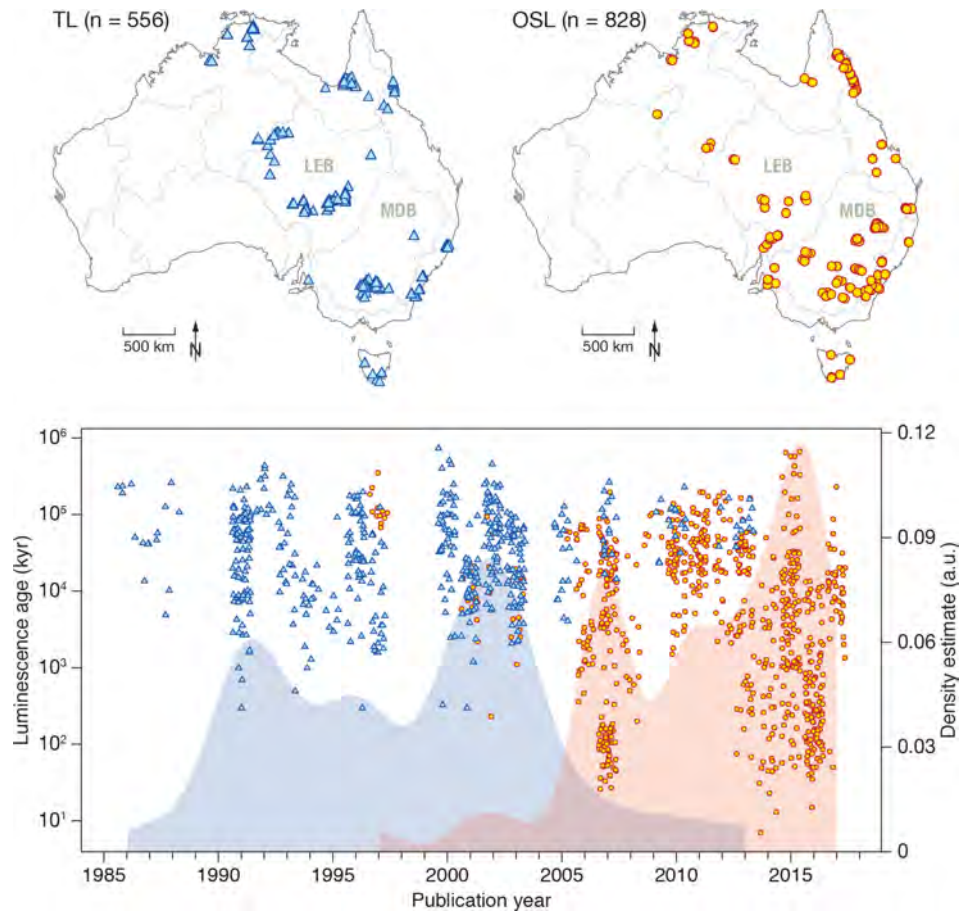 TL (n = 556)
OSL (n = 828)
LEB
MDB
LEB
MDB
500 km
N
500 km
N
Luminescence age (kyr)
10⁶
10⁵
10⁴
10³
10²
10¹
0.12
0.09
0.06
0.03
0
Density estimate (a.u.)
1985 1990 1995 2000 2005 2010 2015
Publication year